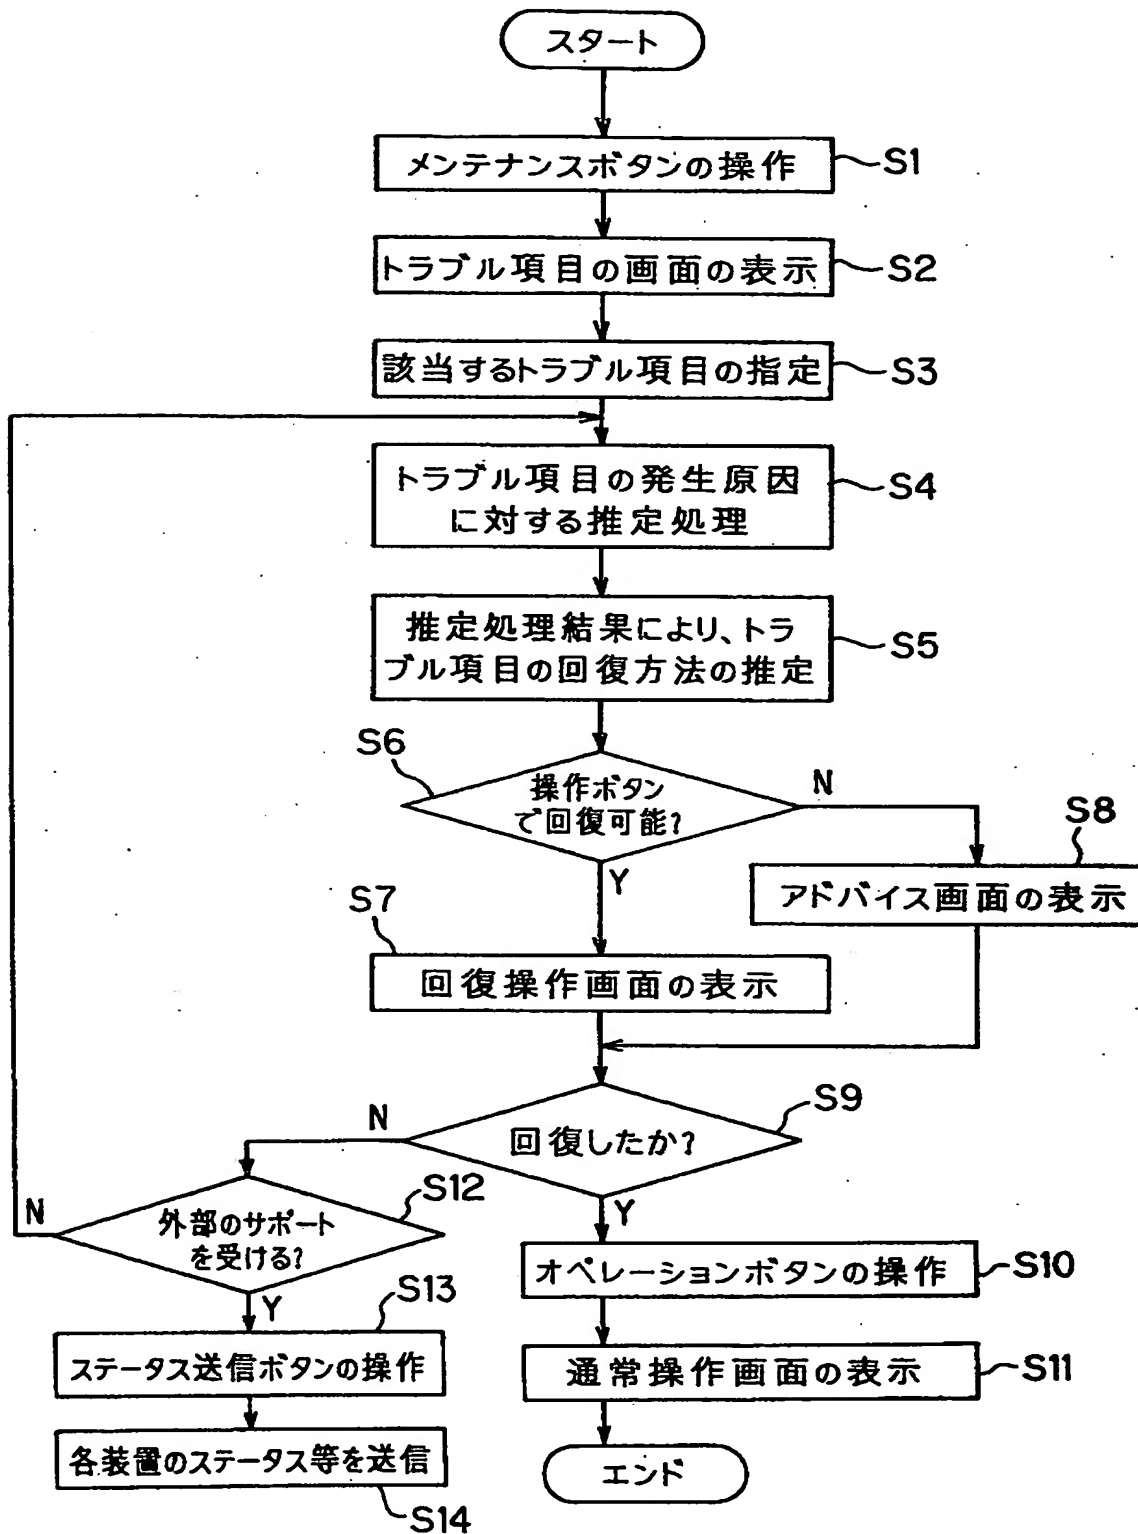 スタート
メンテナンスボタンの操作
S1
トラブル項目の画面の表示
S2
該当するトラブル項目の指定
S3
トラブル項目の発生原因
に対する推定処理
S4
推定処理結果により、トラ
ブル項目の回復方法の推定
S5
S6
操作ボタン
で回復可能?
N
Y
S8
アドバイス画面の表示
S7
回復操作画面の表示
S9
回復したか?
N
Y
S12
外部のサポート
を受ける?
N
Y
オペレーションボタンの操作
S10
S13
ステータス送信ボタンの操作
通常操作画面の表示
S11
各装置のステータス等を送信
S14
エンド